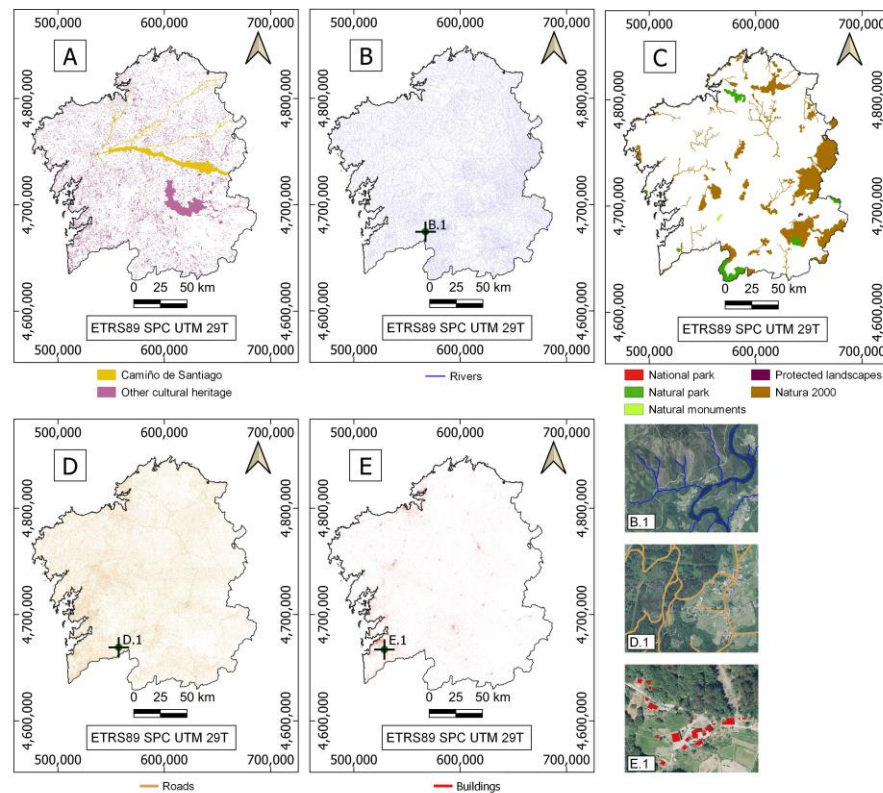 500,000 600,000 700,000
A
4,800,000
4,700,000
4,600,000
0 25 50 km
ETRS89 SPC UTM 29T
500,000 600,000 700,000
Camiño de Santiago
Other cultural heritage
500,000 600,000 700,000
B
4,800,000
4,700,000
B.1
4,600,000
0 25 50 km
ETRS89 SPC UTM 29T
500,000 600,000 700,000
Rivers
500,000 600,000 700,000
C
4,800,000
4,700,000
4,600,000
0 25 50 km
ETRS89 SPC UTM 29T
500,000 600,000 700,000
National park
Natural park
Natural monuments
Protected landscapes
Natura 2000
500,000 600,000 700,000
D
4,800,000
4,700,000
D.1
4,600,000
0 25 50 km
ETRS89 SPC UTM 29T
500,000 600,000 700,000
Roads
500,000 600,000 700,000
E
4,800,000
4,700,000
E.1
4,600,000
0 25 50 km
ETRS89 SPC UTM 29T
500,000 600,000 700,000
Buildings
B.1
D.1
E.1